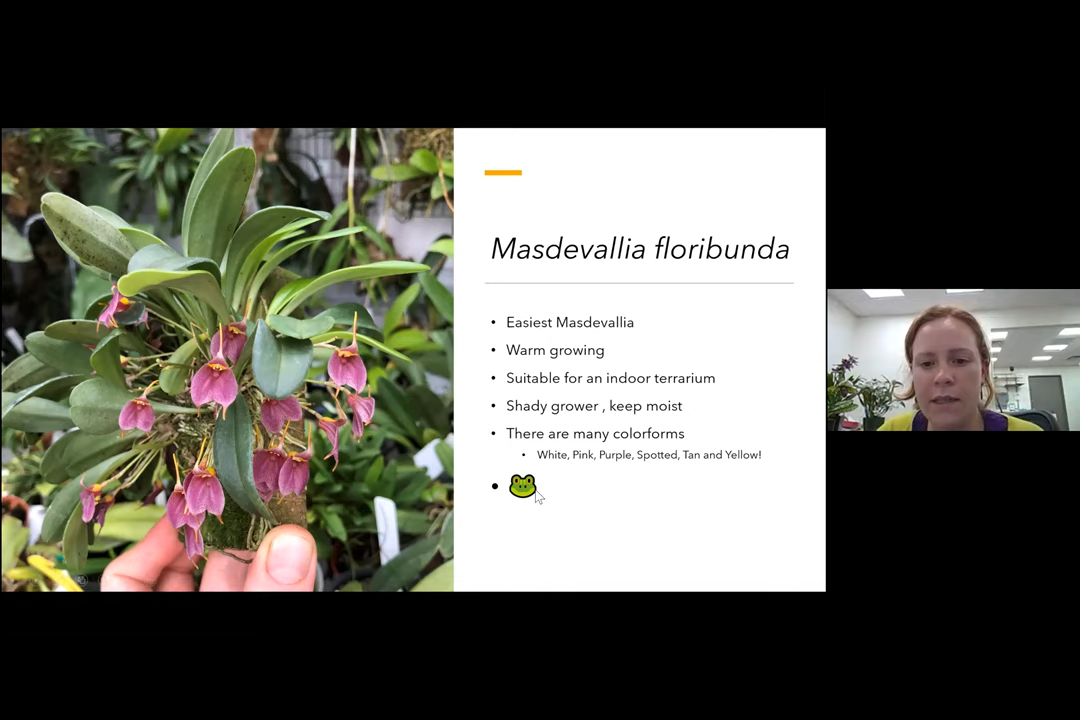 Masdevallia floribunda
• Easiest Masdevallia
• Warm growing
• Suitable for an indoor terrarium
• Shady grower , keep moist
• There are many colorforms
• White, Pink, Purple, Spotted, Tan and Yellow!
• 🐸